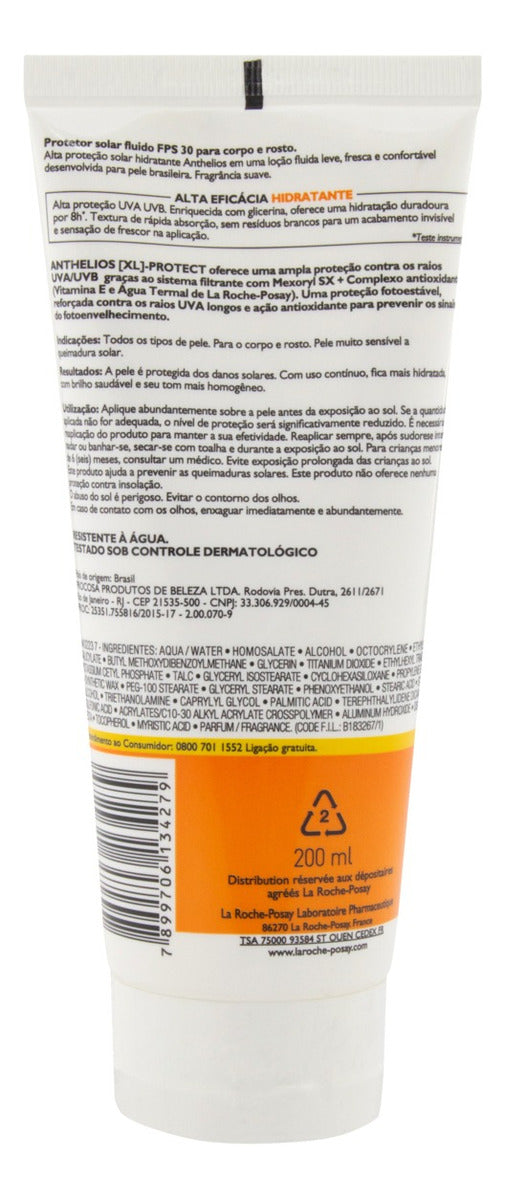 Protetor solar fluido FPS 30 para corpo e rosto.
Alta proteção solar hidratante Anthelios em uma loção fluida leve, fresca e confortável
desenvolvida para pele brasileira. Fragrância suave.
ALTA EFICÁCIA HIDRATANTE
Alta proteção UVA UVB. Enriquecida com glicerina, oferece uma hidratação duradoura
por 8h*. Textura de rápida absorção, sem resíduos brancos para um acabamento invisível
e sensação de frescor na aplicação.
*Teste instrumen
ANTHELIOS [XL]-PROTECT oferece uma ampla proteção contra os raios
UVA/UVB graças ao sistema filtrante com Mexoryl SX + Complexo antioxidant
(Vitamina E e Água Termal de La Roche-Posay). Uma proteção fotoestável,
reforçada contra os raios UVA longos e ação antioxidante para prevenir os sinai
do fotoenvelhecimento.
Indicações: Todos os tipos de pele. Para o corpo e rosto. Pele muito sensível a
queimadura solar.
Resultados: A pele é protegida dos danos solares. Com uso contínuo, fica mais hidratada,
com brilho saudável e seu tom mais homogêneo.
Utilização: Aplique abundantemente sobre a pele antes da exposição ao sol. Se a quantid
aplicada não for adequada, o nível de proteção será significativamente reduzido. É necessá
reaplicação do produto para manter a sua efetividade. Reaplicar sempre, após sudorese inte
nadar ou banhar-se, secar-se com toalha e durante a exposição ao sol. Para crianças menor
de 6 (seis) meses, consultar um médico. Evite exposição prolongada das crianças ao sol.
Este produto ajuda a prevenir as queimaduras solares. Este produto não oferece nenhum
proteção contra insolação.
O abuso do sol é perigoso. Evitar o contorno dos olhos.
Em caso de contato com os olhos, enxaguar imediatamente e abundantemente.
RESISTENTE À ÁGUA.
TESTADO SOB CONTROLE DERMATOLÓGICO
País de origem: Brasil
PROCOSA PRODUTOS DE BELEZA LTDA. Rodovia Pres. Dutra, 2611/2671
Rio de Janeiro - RJ - CEP 21535-500 - CNPJ: 33.306.929/0004-45
PROC: 25351.755816/2015-17 - 2.00.070-9
INGREDIENTES: AQUA / WATER • HOMOSALATE • ALCOHOL • OCTOCRYLENE •
• BUTYL METHOXYDIBENZOYLMETHANE • GLYCERIN • TITANIUM DIOXIDE • ETHYLHEXYL
CETYL PHOSPHATE • TALC • GLYCERYL ISOSTEARATE • CYCLOHEXASILOXANE •
WAX • PEG-100 STEARATE • GLYCERYL STEARATE • PHENOXYETHANOL • STEARIC
• TRIETHANOLAMINE • CAPRYLYL GLYCOL • PALMITIC ACID • TEREPHTHALYLIDENE
ACID • ACRYLATES/C10-30 ALKYL ACRYLATE CROSSPOLYMER • ALUMINUM HYDROXIDE •
• TOCOPHEROL • MYRISTIC ACID • PARFUM / FRAGRANCE. (CODE F.I.L.: B183267/1)
ao Consumidor: 0800 701 1552 Ligação gratuita.
7 899706 134279
2
200 ml
Distribution réservée aux dépositaires
agréés La Roche-Posay
La Roche-Posay Laboratoire Pharmaceutique
86270 La Roche-Posay, France
TSA 75000 93584 ST OUEN CEDEX FR
www.laroche-posay.com